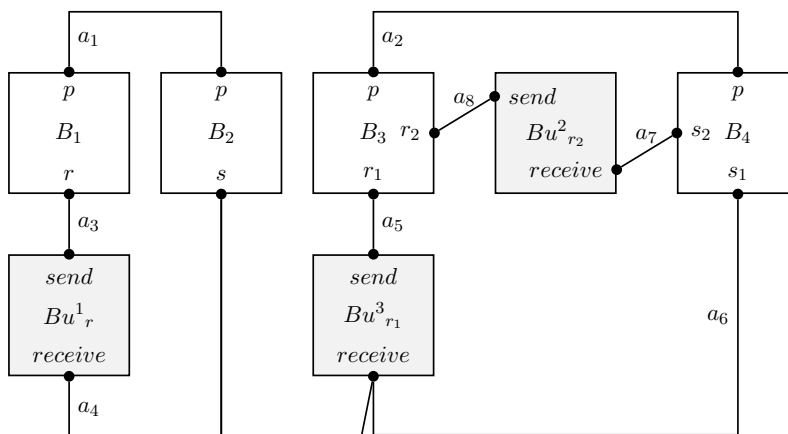 a₁
a₂
p
p
p
send
p
B₁
B₂
B₃
r₂
a₈
Bu²r₂
a₇
s₂
B₄
r
s
r₁
receive
s₁
a₃
a₅
send
send
Bu¹r
Bu³r₁
a₆
receive
receive
a₄